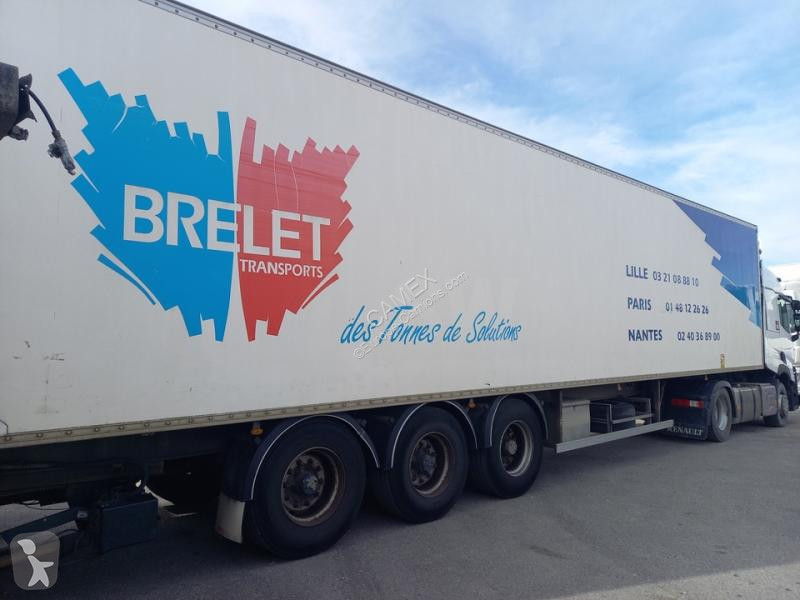 BRELET
TRANSPORTS
des Tonnes de Solutions
LILLE 03 21 08 88 10
PARIS 01 48 12 26 26
NANTES 02 40 36 89 00
RENAULT
GAMEX